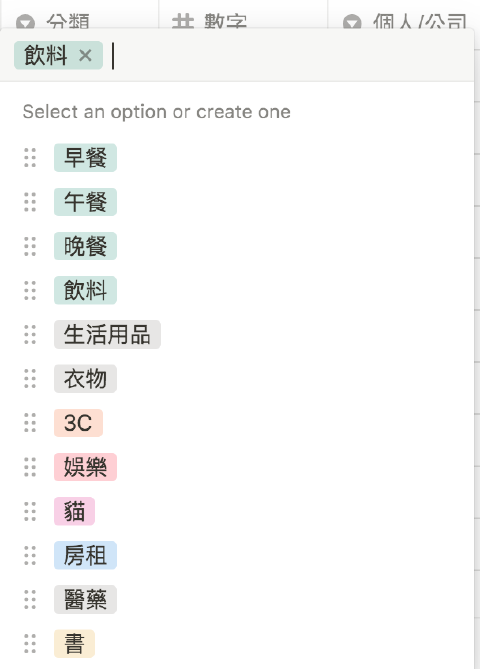 分類 數字 個人/公司
飲料 ×
Select an option or create one
早餐
午餐
晚餐
飲料
生活用品
衣物
3C
娛樂
貓
房租
醫藥
書